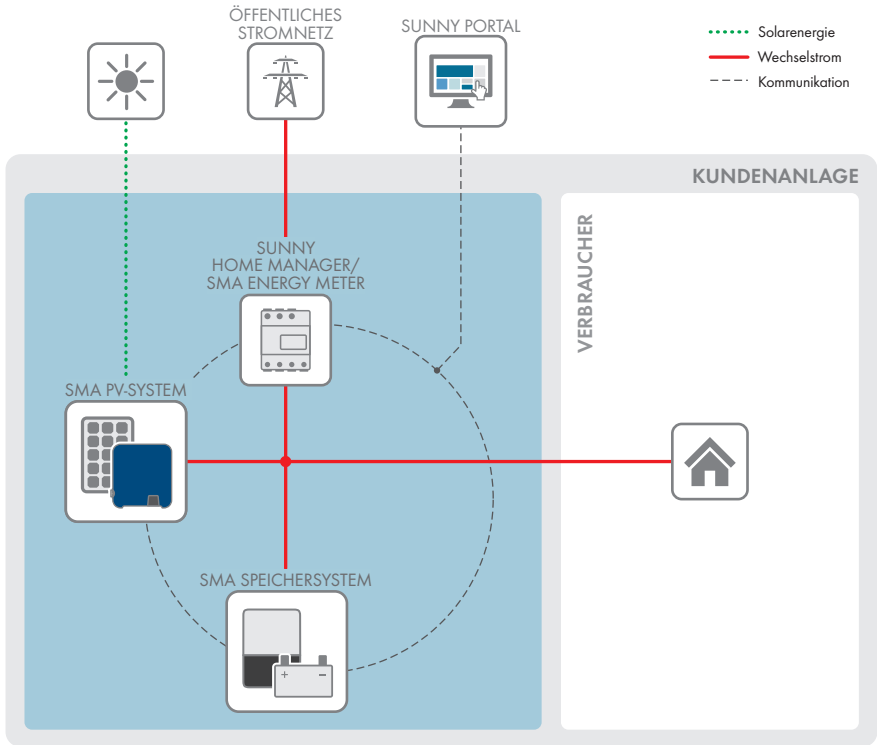 ÖFFENTLICHES
STROMNETZ
SUNNY PORTAL
Solarenergie
Wechselstrom
Kommunikation
KUNDENANLAGE
VERBRAUCHER
SUNNY
HOME MANAGER/
SMA ENERGY METER
SMA PV-SYSTEM
SMA SPEICHERSYSTEM
+ −